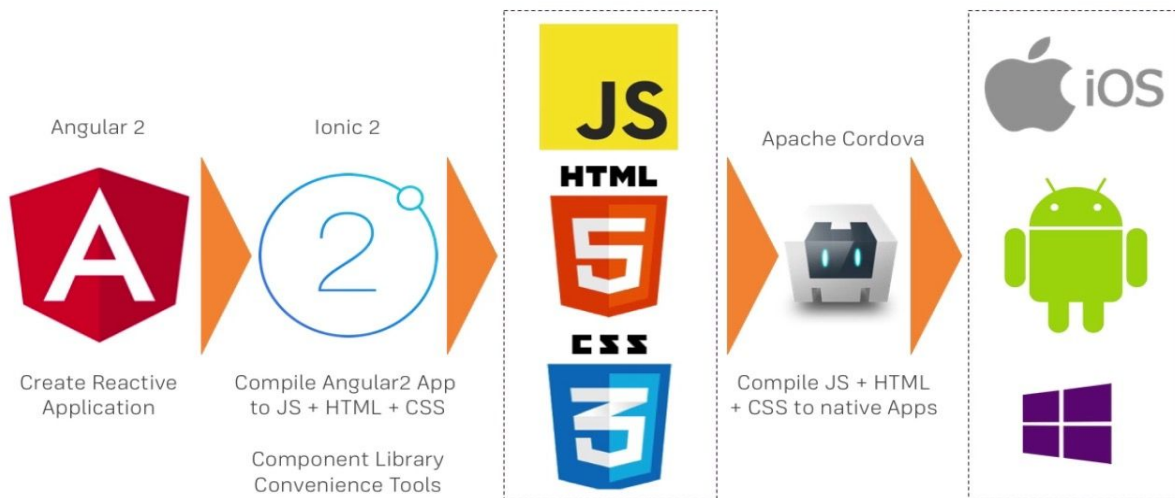 Angular 2
Create Reactive
Application
Ionic 2
2
Compile Angular2 App
to JS + HTML + CSS
Component Library
Convenience Tools
JS
HTML
5
CSS
3
Apache Cordova
Compile JS + HTML
+ CSS to native Apps
iOS